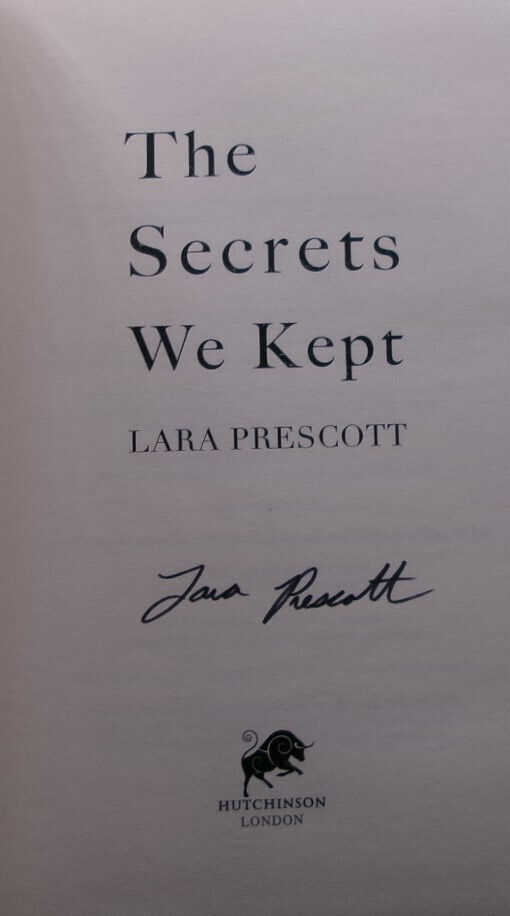 The
Secrets
We Kept
LARA PRESCOTT
Lara Prescott
HUTCHINSON
LONDON